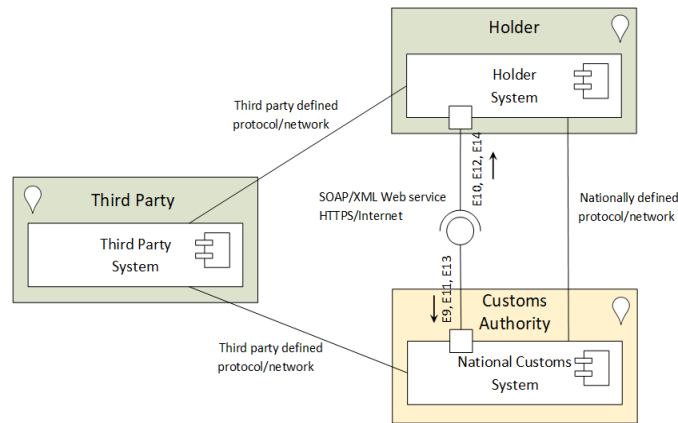 Holder
Holder
System
Third party defined
protocol/network
E10, E12, E14
Third Party
Third Party
System
SOAP/XML Web service
HTTPS/Internet
Nationally defined
protocol/network
E9, E11, E13
Customs
Authority
Third party defined
protocol/network
National Customs
System